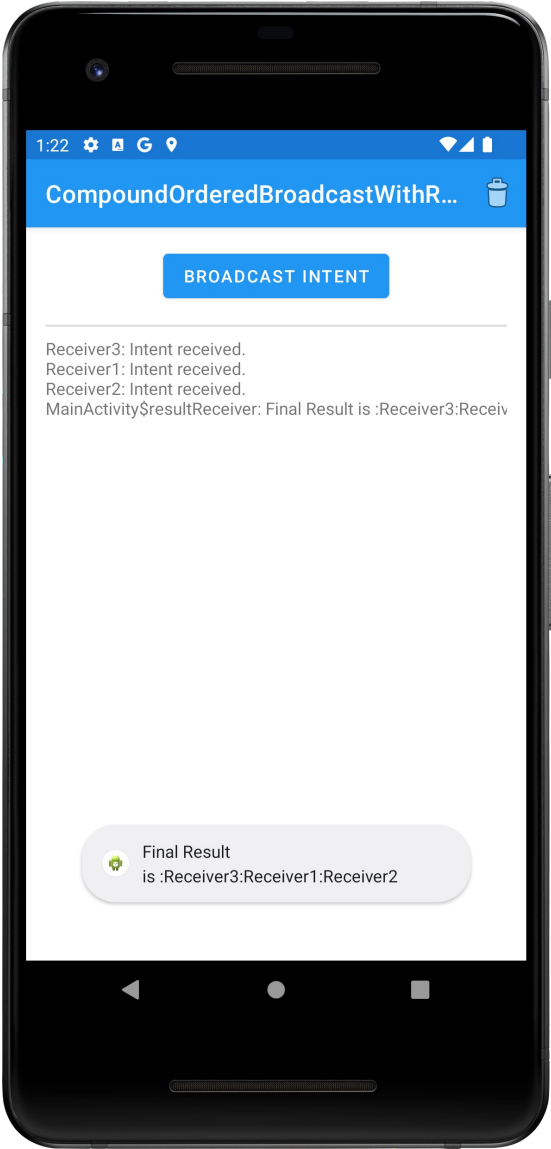 1:22
CompoundOrderedBroadcastWithR...
BROADCAST INTENT
Receiver3: Intent received.
Receiver1: Intent received.
Receiver2: Intent received.
MainActivity$resultReceiver: Final Result is :Receiver3:Receiv
Final Result
is :Receiver3:Receiver1:Receiver2